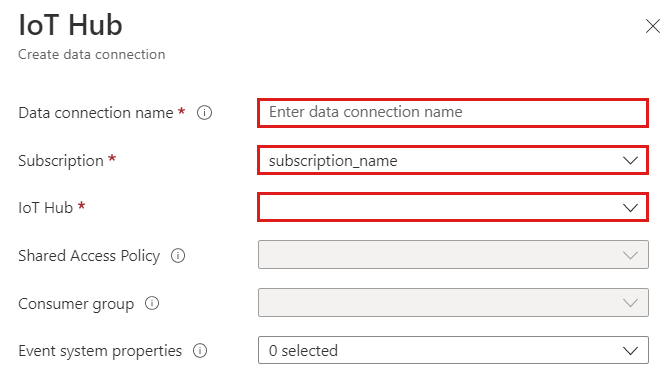 IoT Hub
Create data connection
Data connection name * Enter data connection name
Subscription * subscription_name
IoT Hub *
Shared Access Policy
Consumer group
Event system properties 0 selected